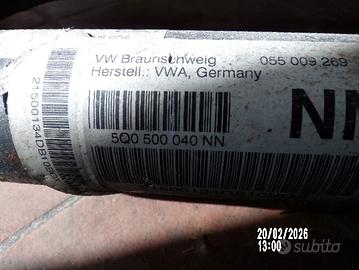 VW Braunschweig 055 009 269
Herstell.: VWA, Germany
5Q0 500 040 NN
NN
20/02/2026
13:00
subito